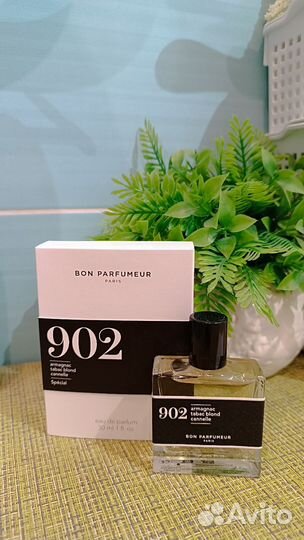 BON PARFUMEUR
PARIS
902
armagnac
tabac blond
cannelle
Spécial
eau de parfum
30 ml 1 fl. oz.
902
armagnac
tabac blond
cannelle
BON PARFUMEUR
PARIS
Avito